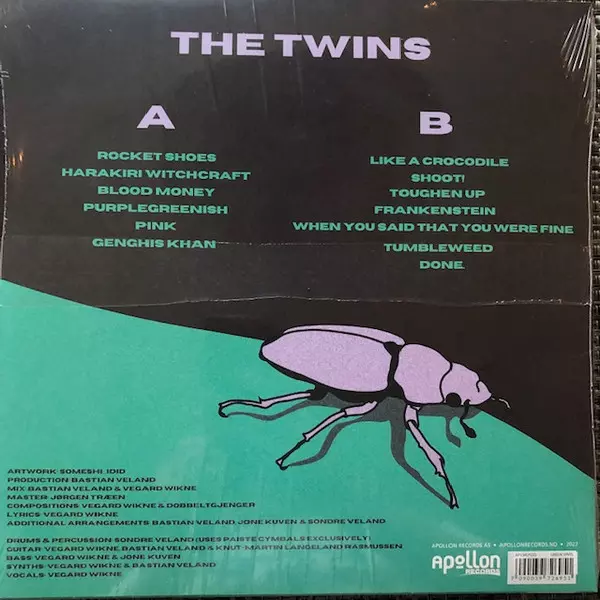 THE TWINS
A
ROCKET SHOES
HARAKIRI WITCHCRAFT
BLOOD MONEY
PURPLEGREENISH
PINK
GENGHIS KHAN
B
LIKE A CROCODILE
SHOOT!
TOUGHEN UP
FRANKENSTEIN
WHEN YOU SAID THAT YOU WERE FINE
TUMBLEWEED
DONE.
PRODUCTION: BASTIAN VELAND
MIX: BASTIAN VELAND & VEGARD WIKNE
MASTER: JØRGEN TRÆEN
COMPOSITIONS: VEGARD WIKNE & DOBBELTGJENGER
LYRICS: VEGARD WIKNE
ADDITIONAL ARRANGEMENTS: BASTIAN VELAND, JONE KUVEN & SONDRE VELAND
DRUMS & PERCUSSION: SONDRE VELAND (USES PAISTE CYMBALS EXCLUSIVELY)
GUITAR: VEGARD WIKNE, BASTIAN VELAND & KNUT-MARTIN LANGELAND RASMUSSEN
BASS: VEGARD WIKNE & JONE KUVEN
SYNTHS: VEGARD WIKNE & BASTIAN VELAND
VOCALS: VEGARD WIKNE
APOLLON RECORDS AS • APOLLONRECORDS.NO • 2022
Apollon
RECORDS